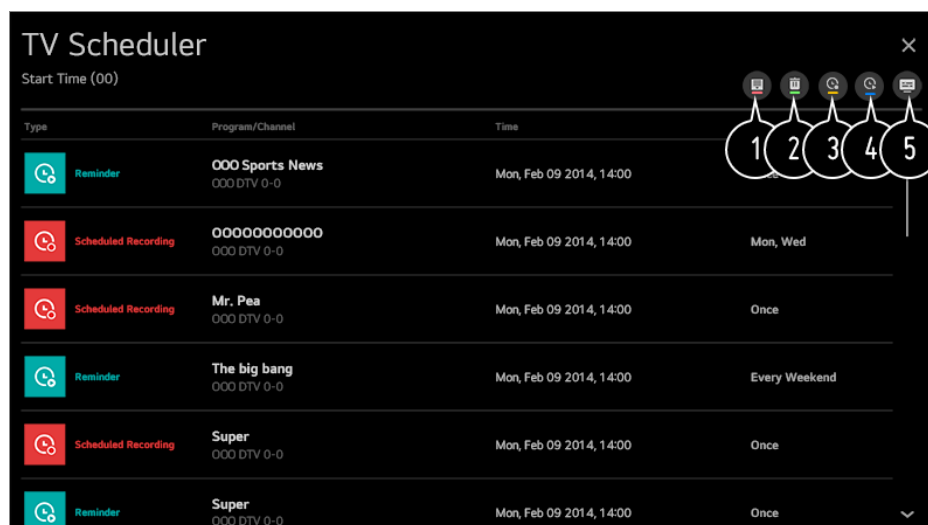 TV Scheduler
Start Time (00)
Type Program/Channel Time
1 2 3 4 5
Reminder OOO Sports News Mon, Feb 09 2014, 14:00
OOO DTV 0-0
Scheduled Recording OOOOOOOOOOO Mon, Feb 09 2014, 14:00 Mon, Wed
OOO DTV 0-0
Scheduled Recording Mr. Pea Mon, Feb 09 2014, 14:00 Once
OOO DTV 0-0
Reminder The big bang Mon, Feb 09 2014, 14:00 Every Weekend
OOO DTV 0-0
Scheduled Recording Super Mon, Feb 09 2014, 14:00 Once
OOO DTV 0-0
Reminder Super Mon, Feb 09 2014, 14:00 Once
OOO DTV 0-0